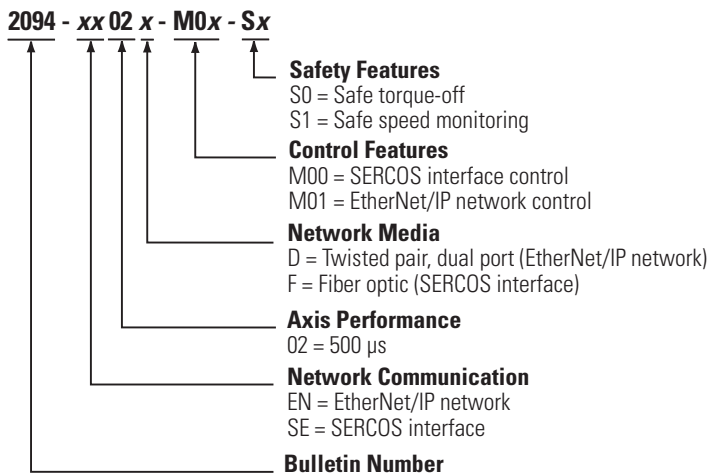 2094 - xx 02 x - M0x - Sx
Safety Features
S0 = Safe torque-off
S1 = Safe speed monitoring
Control Features
M00 = SERCOS interface control
M01 = EtherNet/IP network control
Network Media
D = Twisted pair, dual port (EtherNet/IP network)
F = Fiber optic (SERCOS interface)
Axis Performance
02 = 500 µs
Network Communication
EN = EtherNet/IP network
SE = SERCOS interface
Bulletin Number